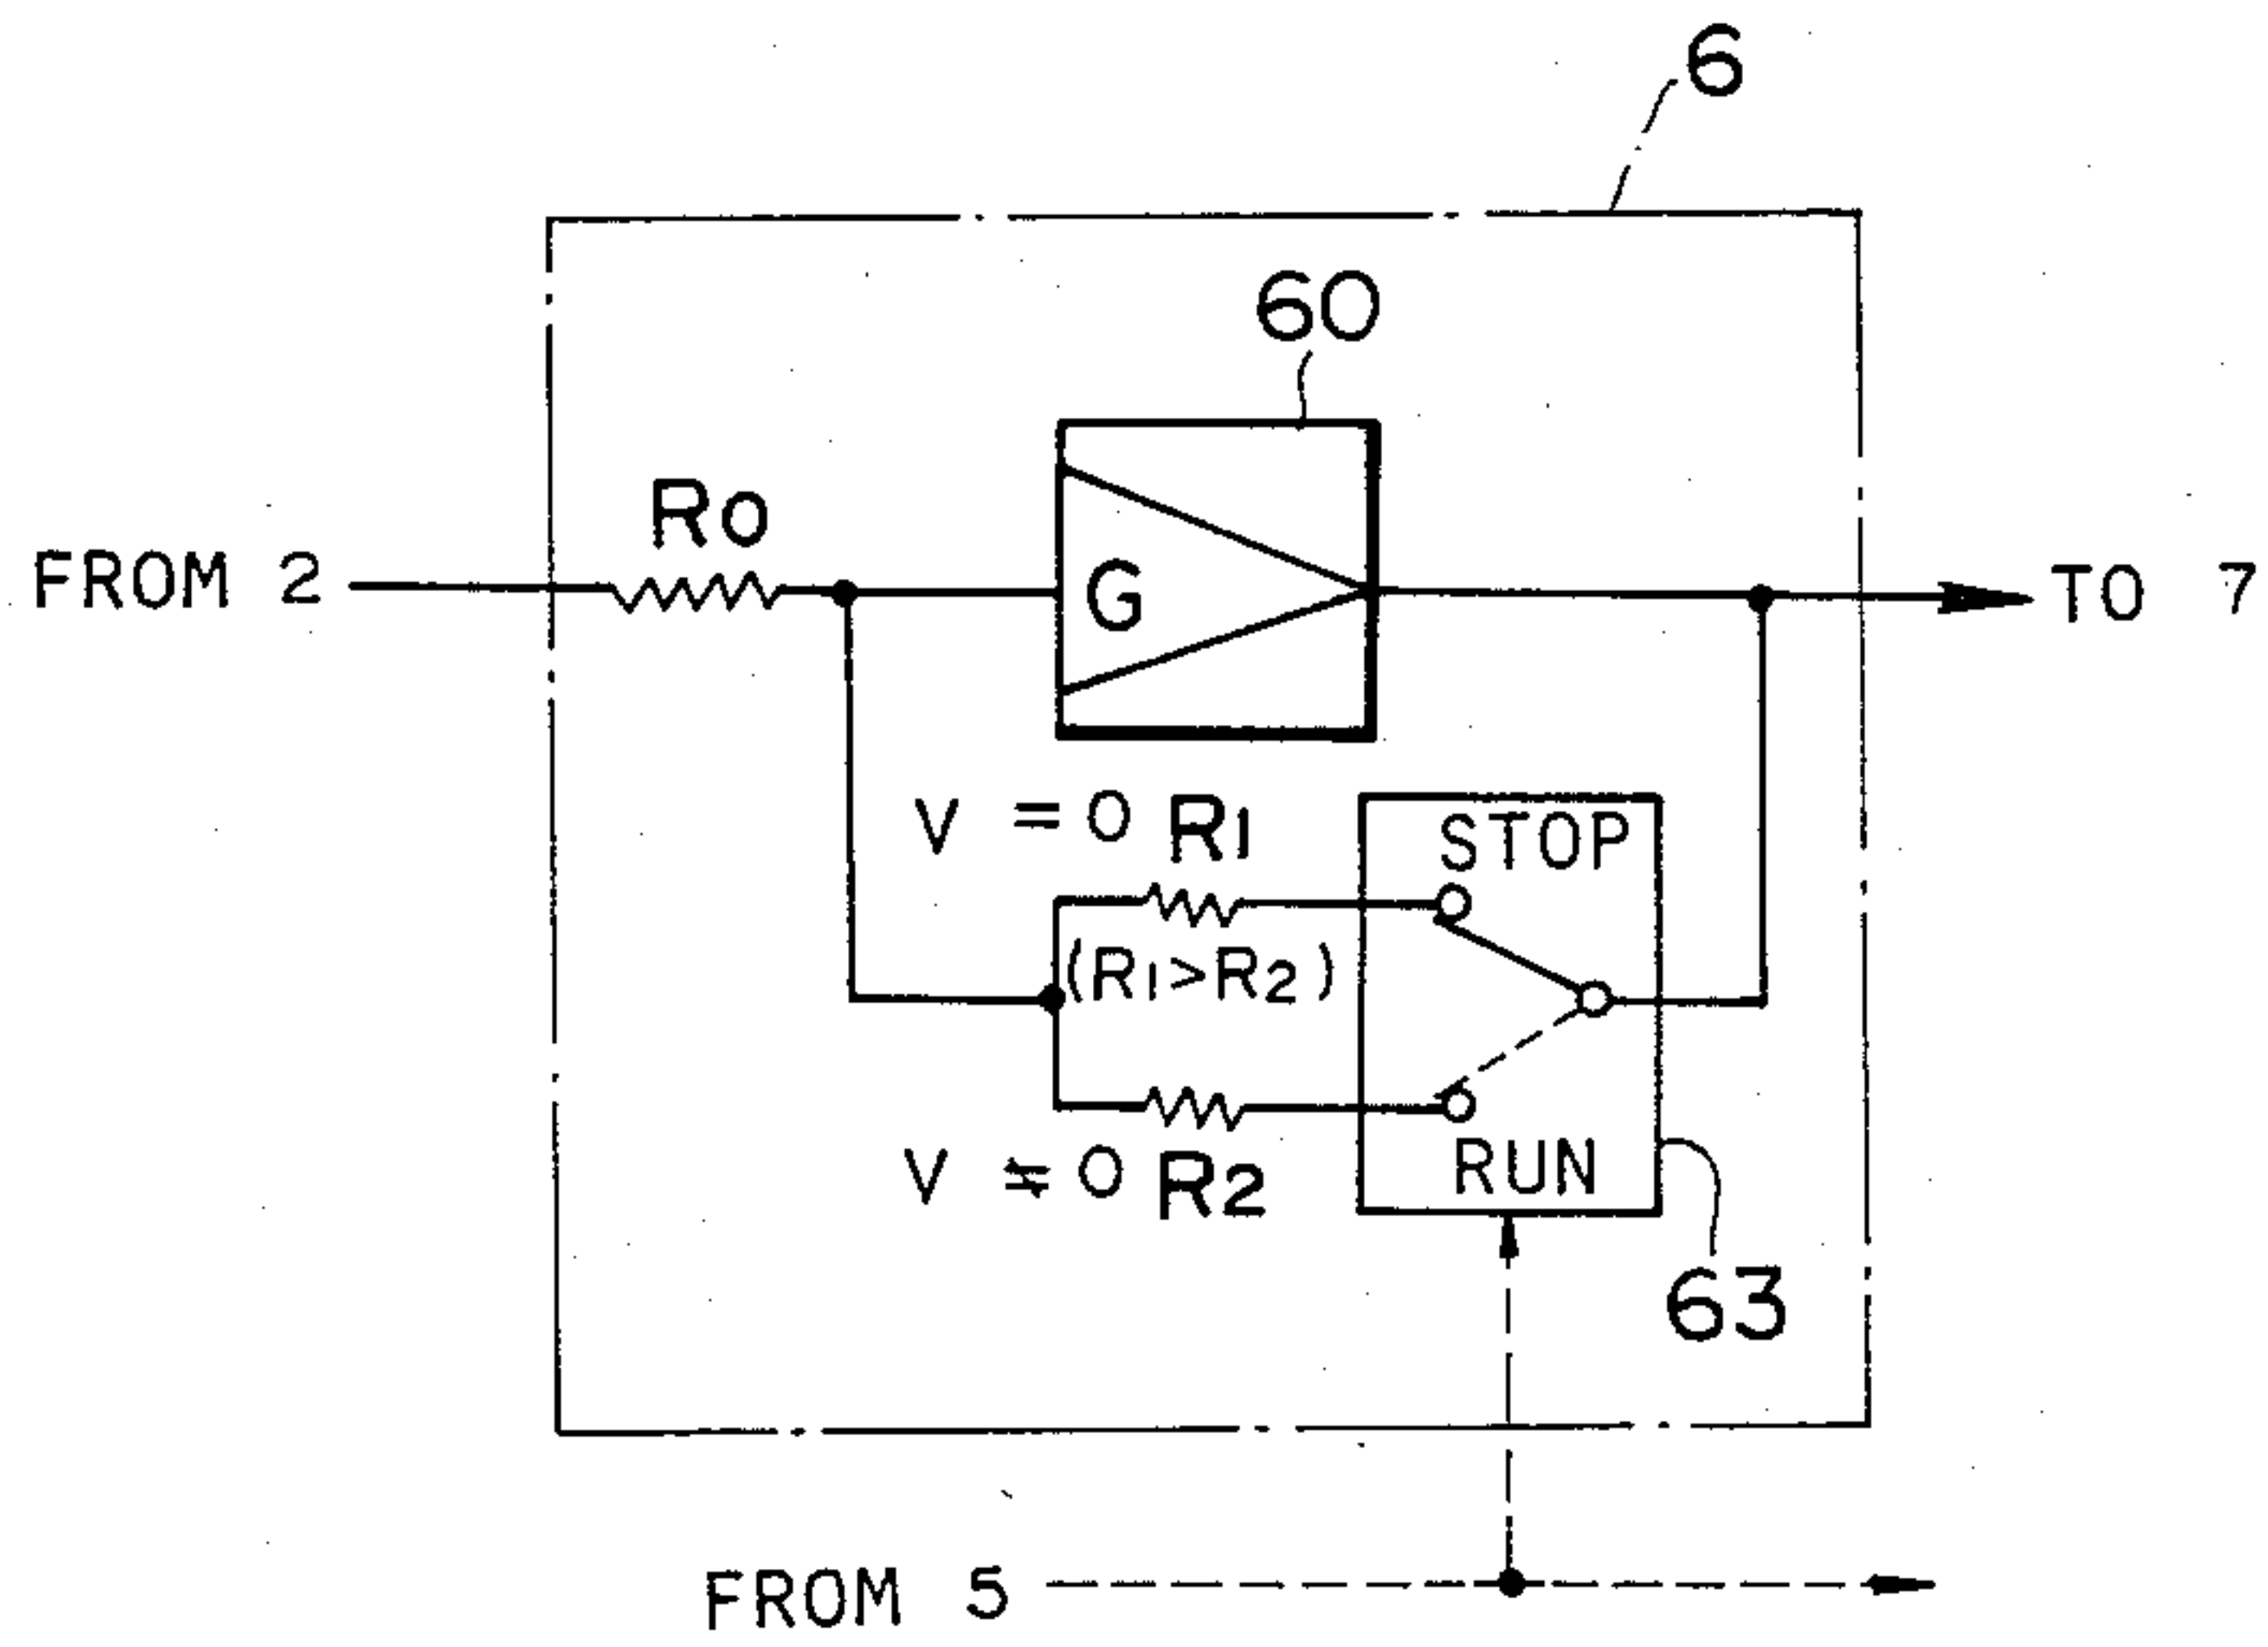 6
60
Ro
FROM 2
G
TO 7
V = 0 R1
STOP
(R1>R2)
V ≒ 0 R2
RUN
63
FROM 5